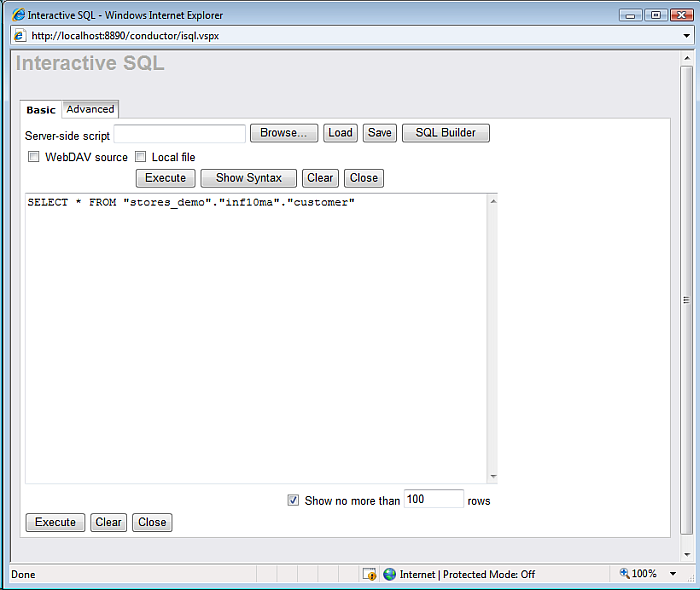 Interactive SQL - Windows Internet Explorer
http://localhost:8890/conductor/isql.vspx
Interactive SQL
Basic Advanced
Server-side script Browse... Load Save SQL Builder
WebDAV source Local file
Execute Show Syntax Clear Close
SELECT * FROM "stores_demo"."inf10ma"."customer"
Show no more than 100 rows
Execute Clear Close
Done Internet | Protected Mode: Off 100%